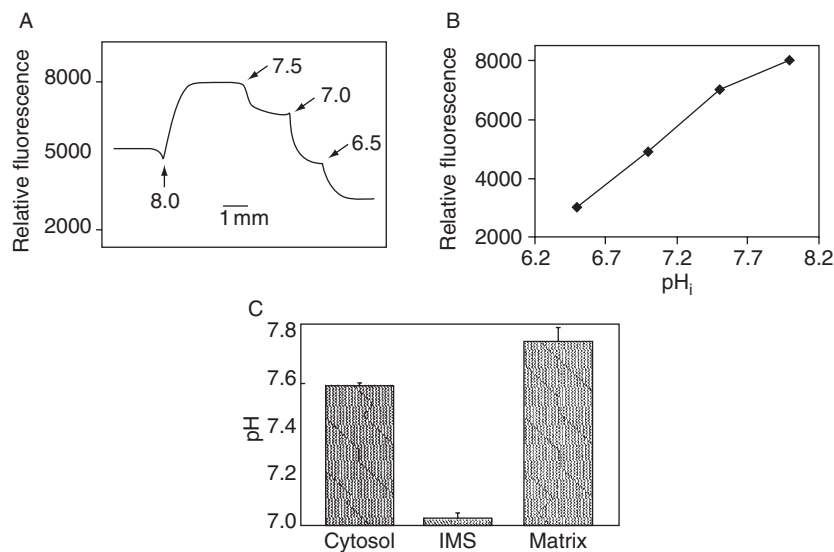 A
Relative fluorescence
8000
5000
2000
7.5
7.0
6.5
8.0
1 mm
B
Relative fluorescence
8000
6000
4000
2000
6.2 6.7 7.2 7.7 8.2
pHi
C
pH
7.8
7.6
7.4
7.2
7.0
Cytosol IMS Matrix